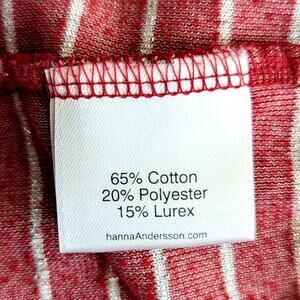 65% Cotton
20% Polyester
15% Lurex
hannaAndersson.com